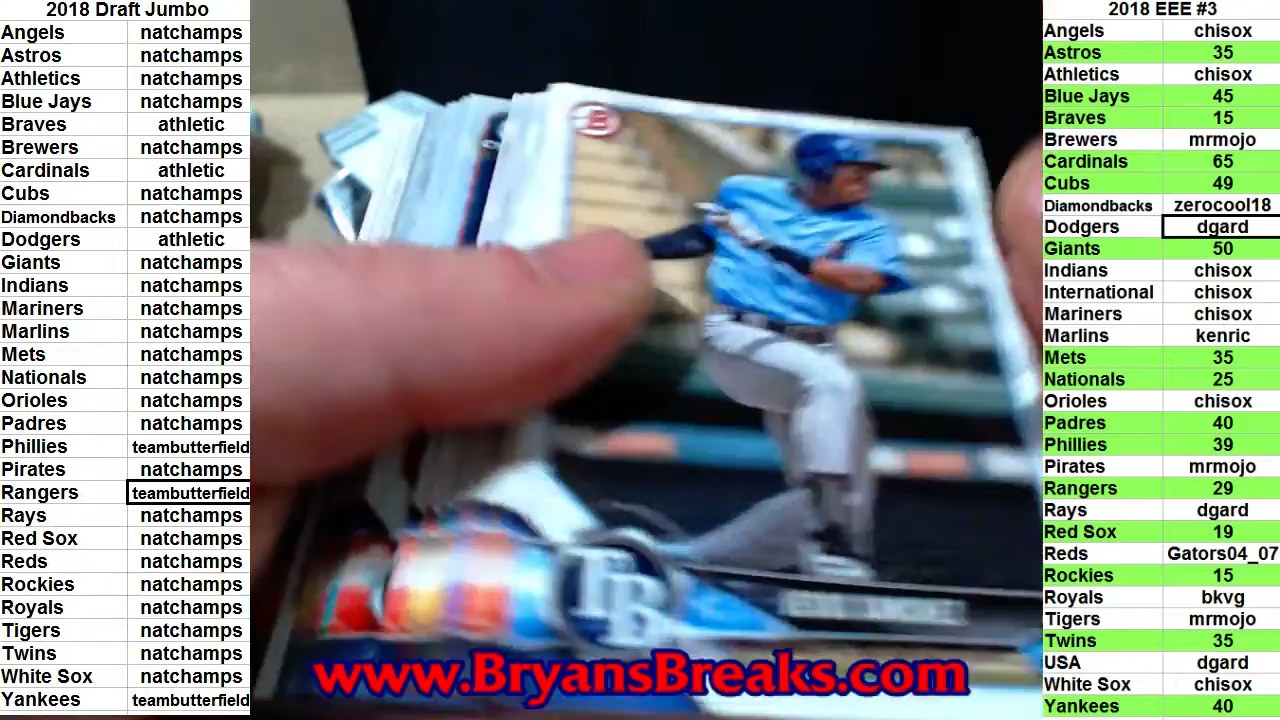 2018 Draft Jumbo
Angels natchamps
Astros natchamps
Athletics natchamps
Blue Jays natchamps
Braves athletic
Brewers natchamps
Cardinals athletic
Cubs natchamps
Diamondbacks natchamps
Dodgers athletic
Giants natchamps
Indians natchamps
Mariners natchamps
Marlins natchamps
Mets natchamps
Nationals natchamps
Orioles natchamps
Padres natchamps
Phillies teambutterfield
Pirates natchamps
Rangers teambutterfield
Rays natchamps
Red Sox natchamps
Reds natchamps
Rockies natchamps
Royals natchamps
Tigers natchamps
Twins natchamps
White Sox natchamps
Yankees teambutterfield
B
TB
www.BryansBreaks.com
2018 EEE #3
Angels chisox
Astros 35
Athletics chisox
Blue Jays 45
Braves 15
Brewers mrmojo
Cardinals 65
Cubs 49
Diamondbacks zerocool18
Dodgers dgard
Giants 50
Indians chisox
International chisox
Mariners chisox
Marlins kenric
Mets 35
Nationals 25
Orioles chisox
Padres 40
Phillies 39
Pirates mrmojo
Rangers 29
Rays dgard
Red Sox 19
Reds Gators04_07
Rockies 15
Royals bkvg
Tigers mrmojo
Twins 35
USA dgard
White Sox chisox
Yankees 40